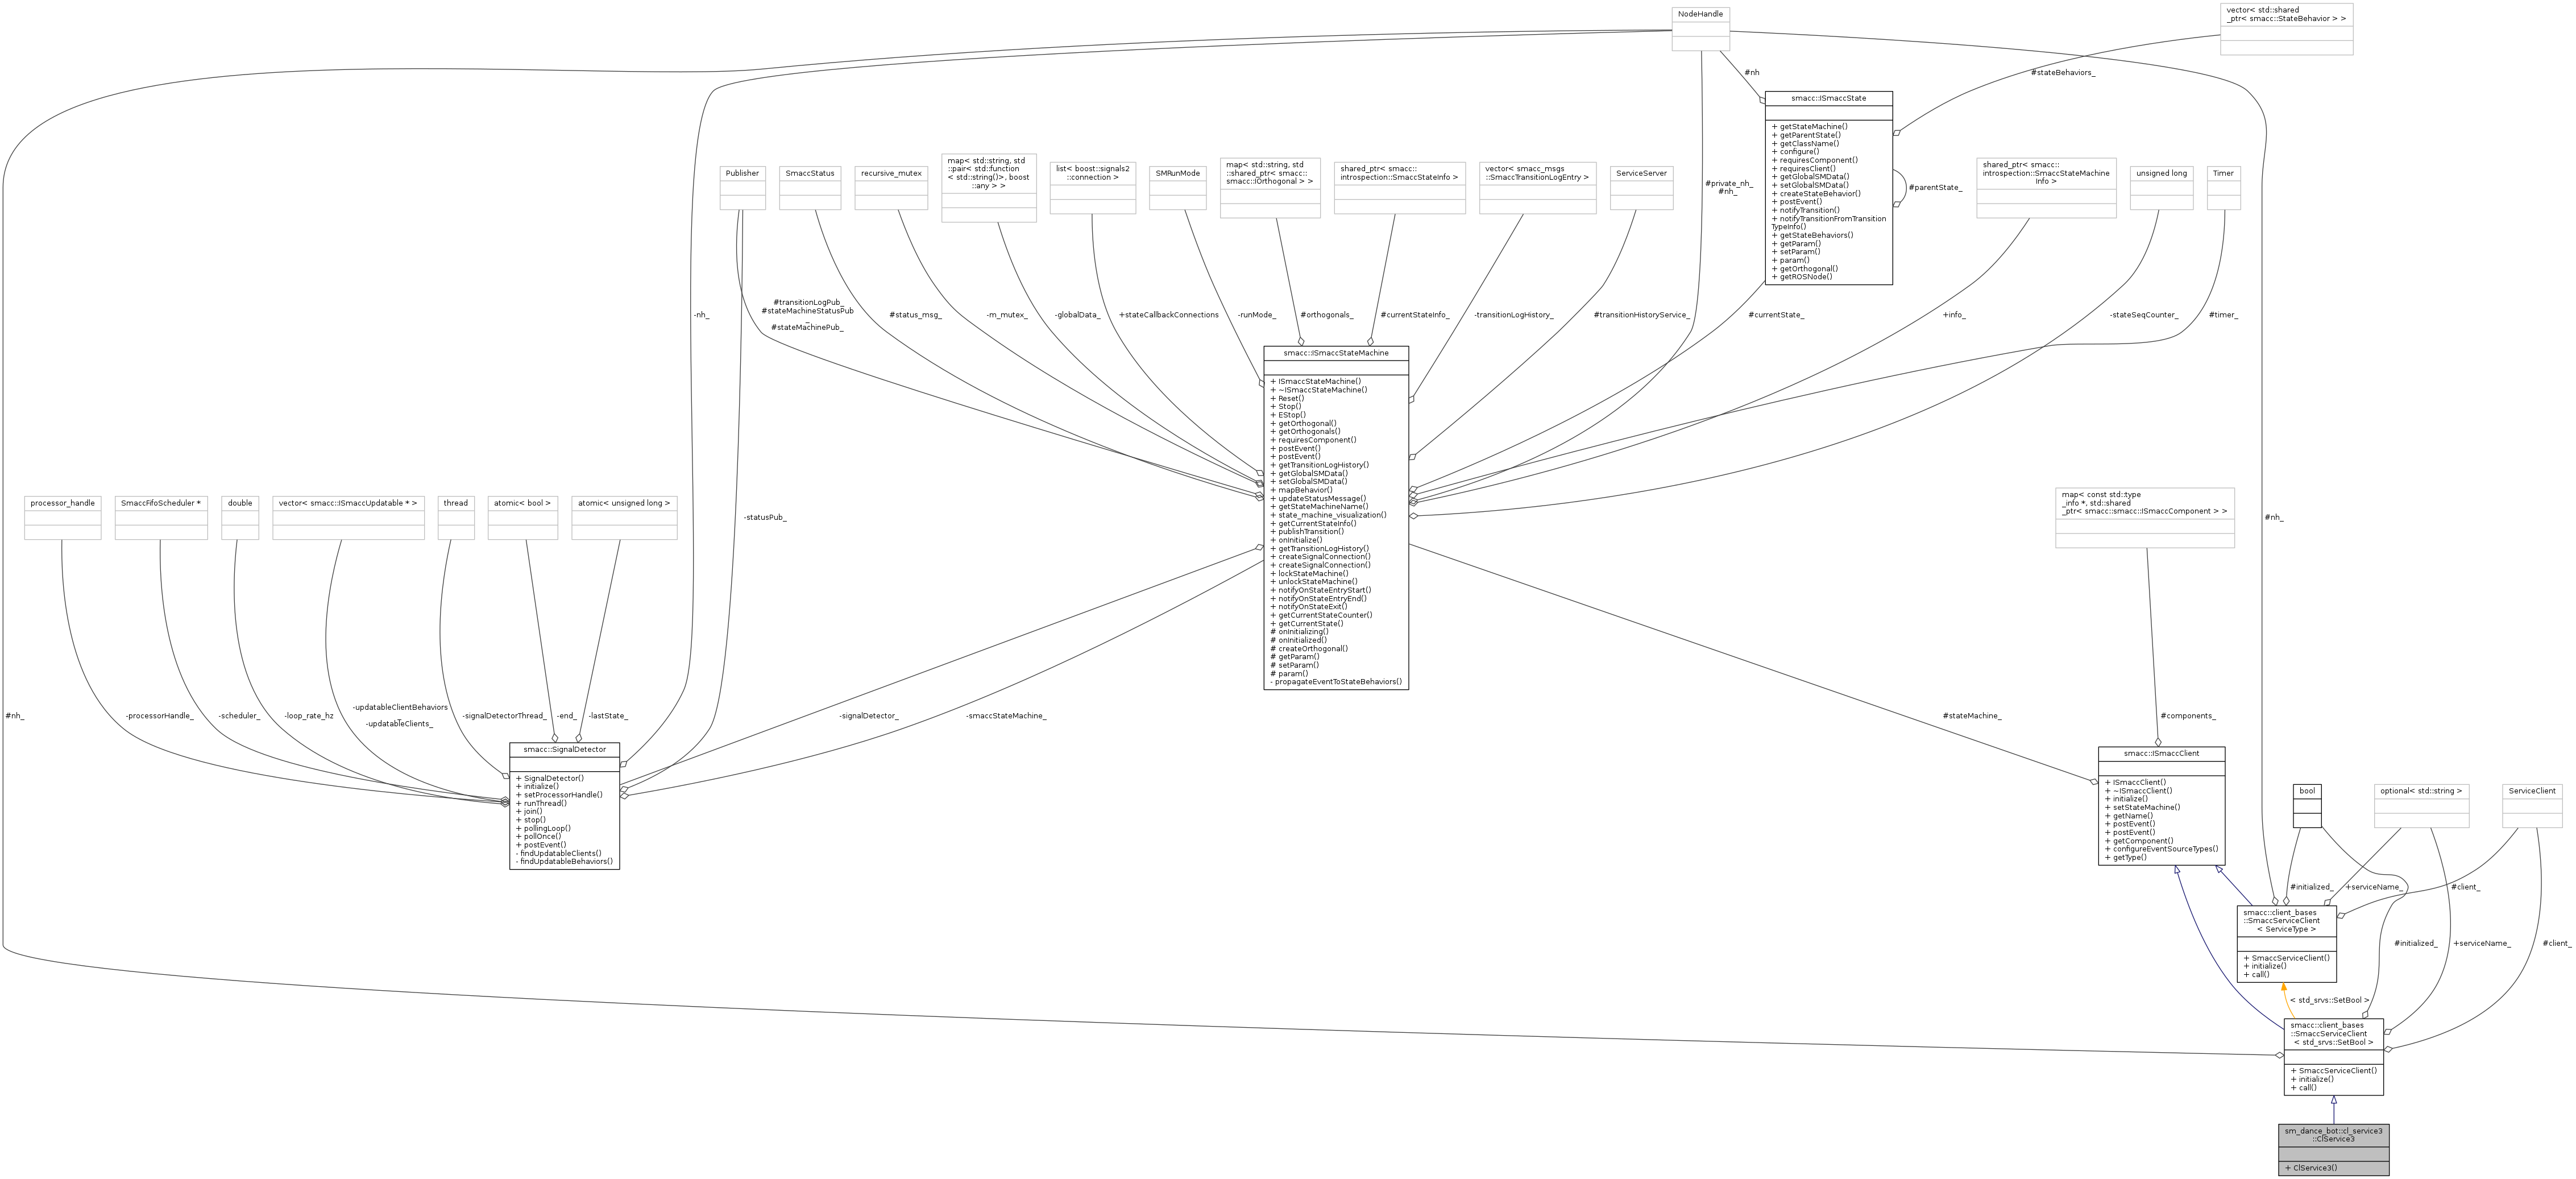 NodeHandle
vector< std::shared
_ptr< smacc::StateBehavior > >
#nh
#stateBehaviors_
smacc::ISmaccState
+ getStateMachine()
+ getParentState()
+ getClassName()
+ configure()
+ requiresComponent()
+ requiresClient()
+ getGlobalSMData()
+ setGlobalSMData()
+ createStateBehavior()
+ postEvent()
+ notifyTransition()
+ notifyTransitionFromTransition
TypeInfo()
+ getStateBehaviors()
+ getParam()
+ setParam()
+ param()
+ getOrthogonal()
+ getROSNode()
#parentState_
#private_nh_
#nh_
Publisher
SmaccStatus
recursive_mutex
map< std::string, std
::pair< std::function
< std::string()>, boost
::any > >
list< boost::signals2
::connection >
SMRunMode
map< std::string, std
::shared_ptr< smacc::
smacc::IOrthogonal > >
shared_ptr< smacc::
introspection::SmaccStateInfo >
vector< smacc_msgs
::SmaccTransitionLogEntry >
ServiceServer
shared_ptr< smacc::
introspection::SmaccStateMachine
Info >
unsigned long
Timer
-nh_
#transitionLogPub_
#stateMachineStatusPub
_
#stateMachinePub_
#status_msg_
-m_mutex_
-globalData_
+stateCallbackConnections
-runMode_
#orthogonals_
#currentStateInfo_
-transitionLogHistory_
#transitionHistoryService_
#currentState_
+info_
-stateSeqCounter_
#timer_
smacc::ISmaccStateMachine
+ ISmaccStateMachine()
+ ~ISmaccStateMachine()
+ Reset()
+ Stop()
+ EStop()
+ getOrthogonal()
+ getOrthogonals()
+ requiresComponent()
+ postEvent()
+ postEvent()
+ getTransitionLogHistory()
+ getGlobalSMData()
+ setGlobalSMData()
+ mapBehavior()
+ updateStatusMessage()
+ getStateMachineName()
+ state_machine_visualization()
+ getCurrentStateInfo()
+ publishTransition()
+ onInitialize()
+ getTransitionLogHistory()
+ createSignalConnection()
+ createSignalConnection()
+ lockStateMachine()
+ unlockStateMachine()
+ notifyOnStateEntryStart()
+ notifyOnStateEntryEnd()
+ notifyOnStateExit()
+ getCurrentStateCounter()
+ getCurrentState()
# onInitializing()
# onInitialized()
# createOrthogonal()
# getParam()
# setParam()
# param()
- propagateEventToStateBehaviors()
processor_handle
SmaccFifoScheduler *
double
vector< smacc::ISmaccUpdatable * >
thread
atomic< bool >
atomic< unsigned long >
-statusPub_
map< const std::type
_info *, std::shared
_ptr< smacc::smacc::ISmaccComponent > >
#nh_
#nh_
-processorHandle_
-scheduler_
-loop_rate_hz
-updatableClientBehaviors
_
-updatableClients_
-signalDetectorThread_
-end_
-lastState_
-signalDetector_
-smaccStateMachine_
#stateMachine_
#components_
smacc::SignalDetector
+ SignalDetector()
+ initialize()
+ setProcessorHandle()
+ runThread()
+ join()
+ stop()
+ pollingLoop()
+ pollOnce()
+ postEvent()
- findUpdatableClients()
- findUpdatableBehaviors()
smacc::ISmaccClient
+ ISmaccClient()
+ ~ISmaccClient()
+ initialize()
+ setStateMachine()
+ getName()
+ postEvent()
+ postEvent()
+ getComponent()
+ configureEventSourceTypes()
+ getType()
bool
optional< std::string >
ServiceClient
#initialized_
+serviceName_
#client_
smacc::client_bases
::SmaccServiceClient
< ServiceType >
+ SmaccServiceClient()
+ initialize()
+ call()
#initialized_
+serviceName_
#client_
< std_srvs::SetBool >
smacc::client_bases
::SmaccServiceClient
< std_srvs::SetBool >
+ SmaccServiceClient()
+ initialize()
+ call()
sm_dance_bot::cl_service3
::ClService3
+ ClService3()